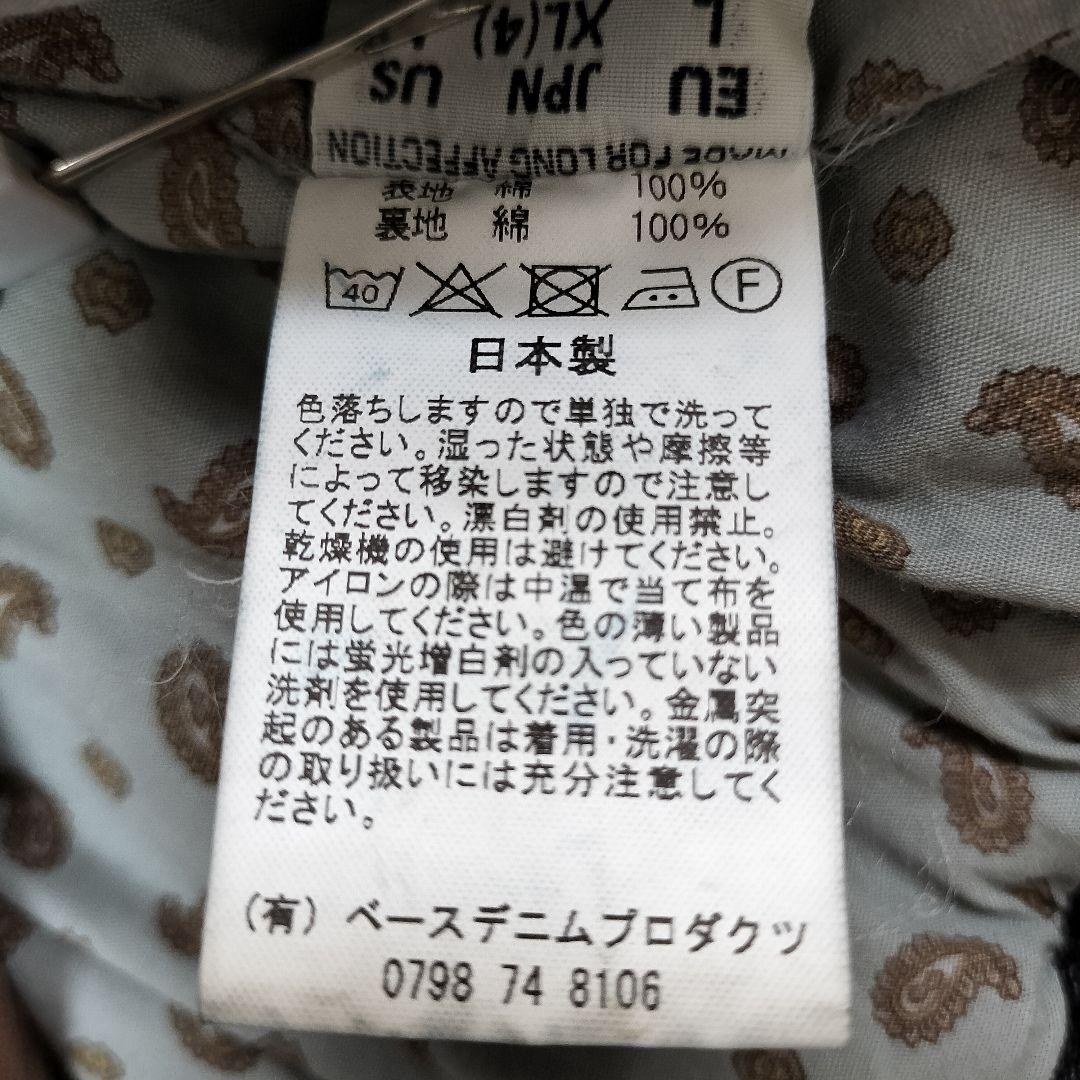 L XL(4)
EU JPN US
MADE FOR LONG AFFECTION
表地 綿 100%
裏地 綿 100%
40 F
日本製
色落ちしますので単独で洗って
ください。湿った状態や摩擦等
によって移染しますので注意し
てください。漂白剤の使用禁止。
乾燥機の使用は避けてください。
アイロンの際は中温で当て布を
使用してください。色の薄い製品
には蛍光増白剤の入っていない
洗剤を使用してください。金属突
起のある製品は着用・洗濯の際
の取り扱いには充分注意してく
ださい。
(有) ベースデニムプロダクツ
0798 74 8106